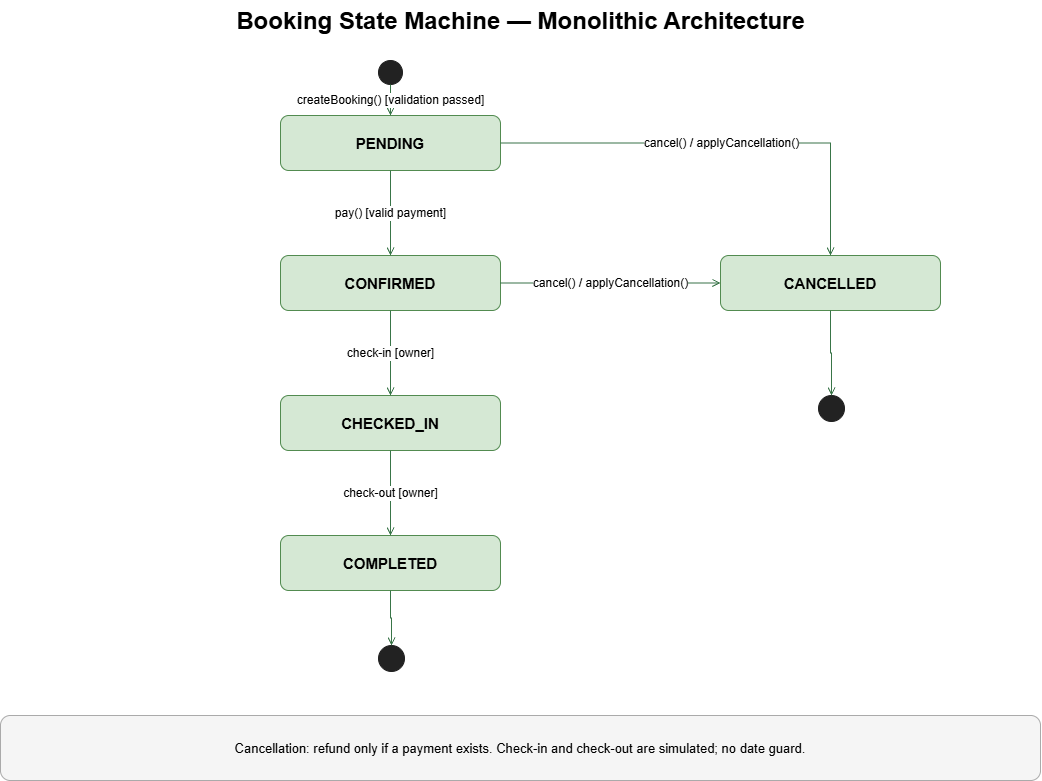 Booking State Machine — Monolithic Architecture
createBooking() [validation passed]
PENDING
cancel() / applyCancellation()
pay() [valid payment]
CONFIRMED
cancel() / applyCancellation()
CANCELLED
check-in [owner]
CHECKED_IN
check-out [owner]
COMPLETED
Cancellation: refund only if a payment exists. Check-in and check-out are simulated; no date guard.